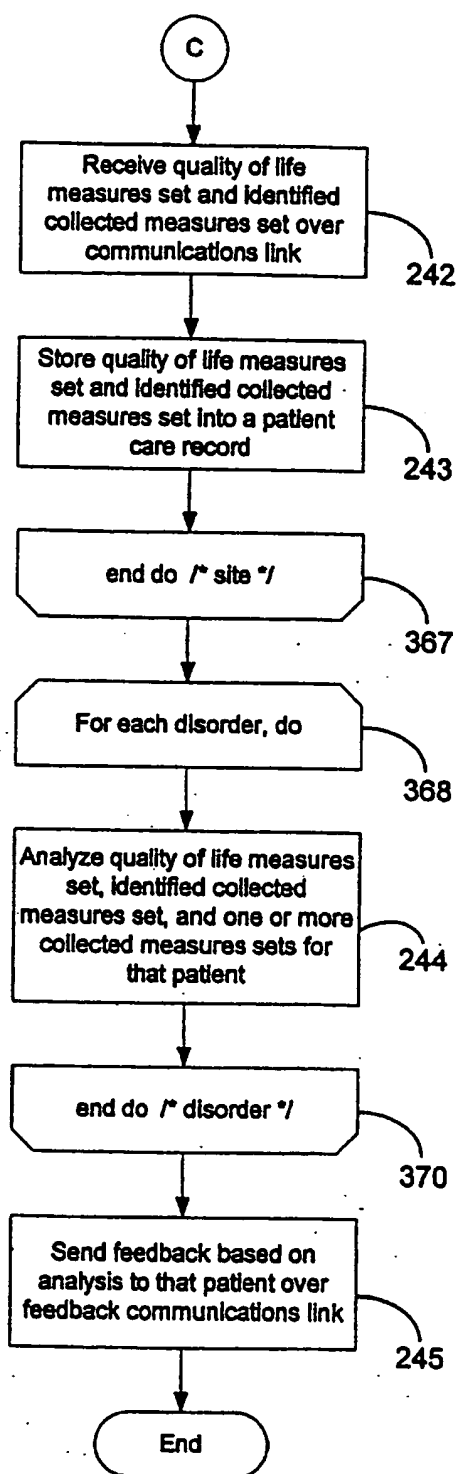 C
Receive quality of life
measures set and identified
collected measures set over
communications link
242
Store quality of life measures
set and identified collected
measures set into a patient
care record
243
end do /* site */
367
For each disorder, do
368
Analyze quality of life measures
set, identified collected
measures set, and one or more
collected measures sets for
that patient
244
end do /* disorder */
370
Send feedback based on
analysis to that patient over
feedback communications link
245
End